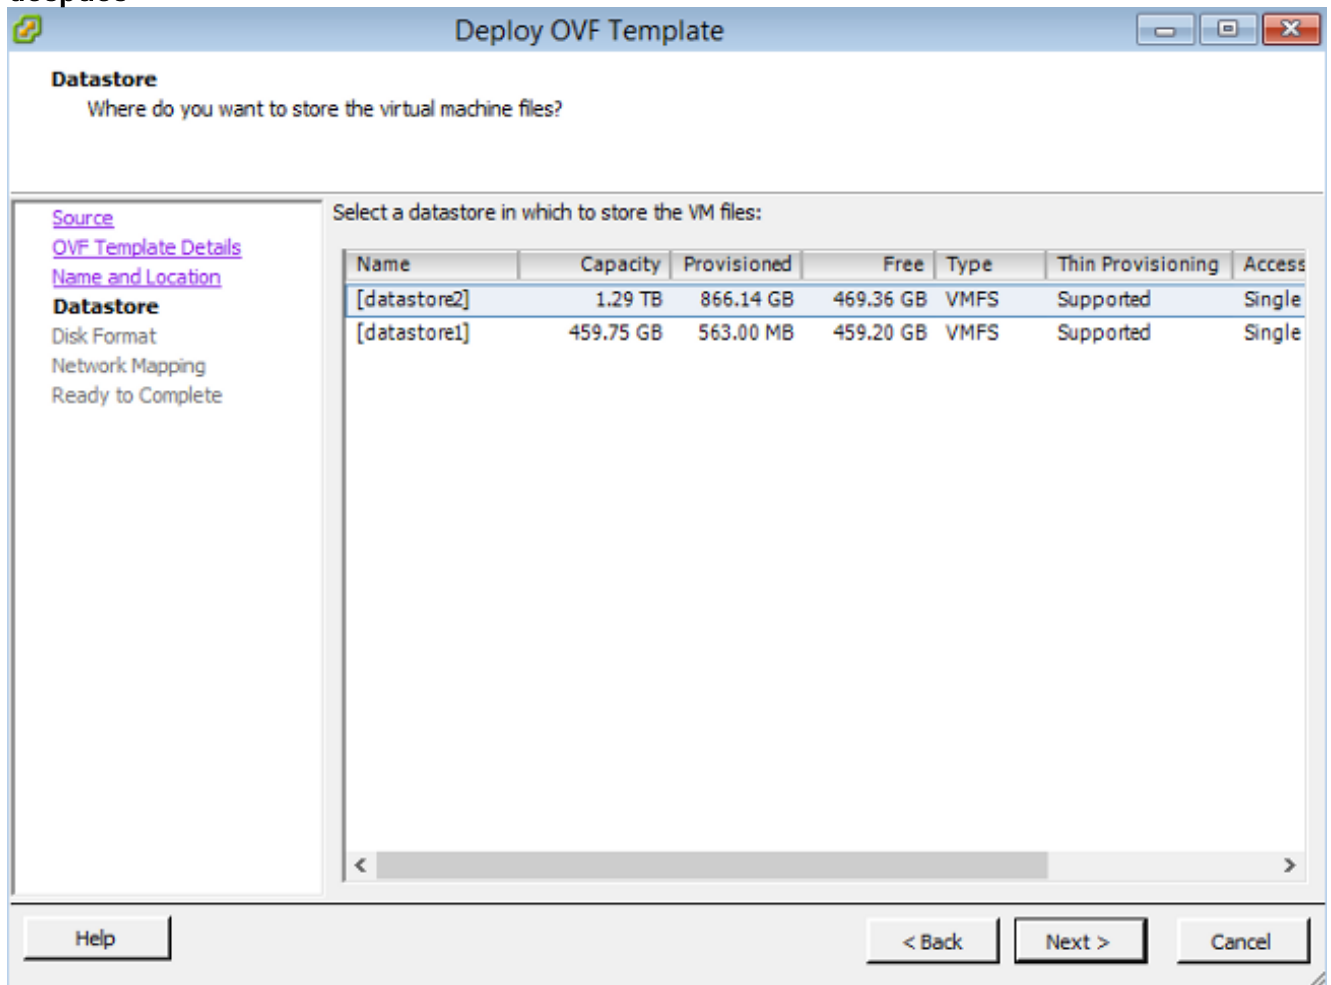 Deploy OVF Template
Datastore
Where do you want to store the virtual machine files?
Source
OVF Template Details
Name and Location
Datastore
Disk Format
Network Mapping
Ready to Complete
Select a datastore in which to store the VM files:
Name Capacity Provisioned Free Type Thin Provisioning Access
[datastore2] 1.29 TB 866.14 GB 469.36 GB VMFS Supported Single
[datastore1] 459.75 GB 563.00 MB 459.20 GB VMFS Supported Single
Help
< Back
Next >
Cancel